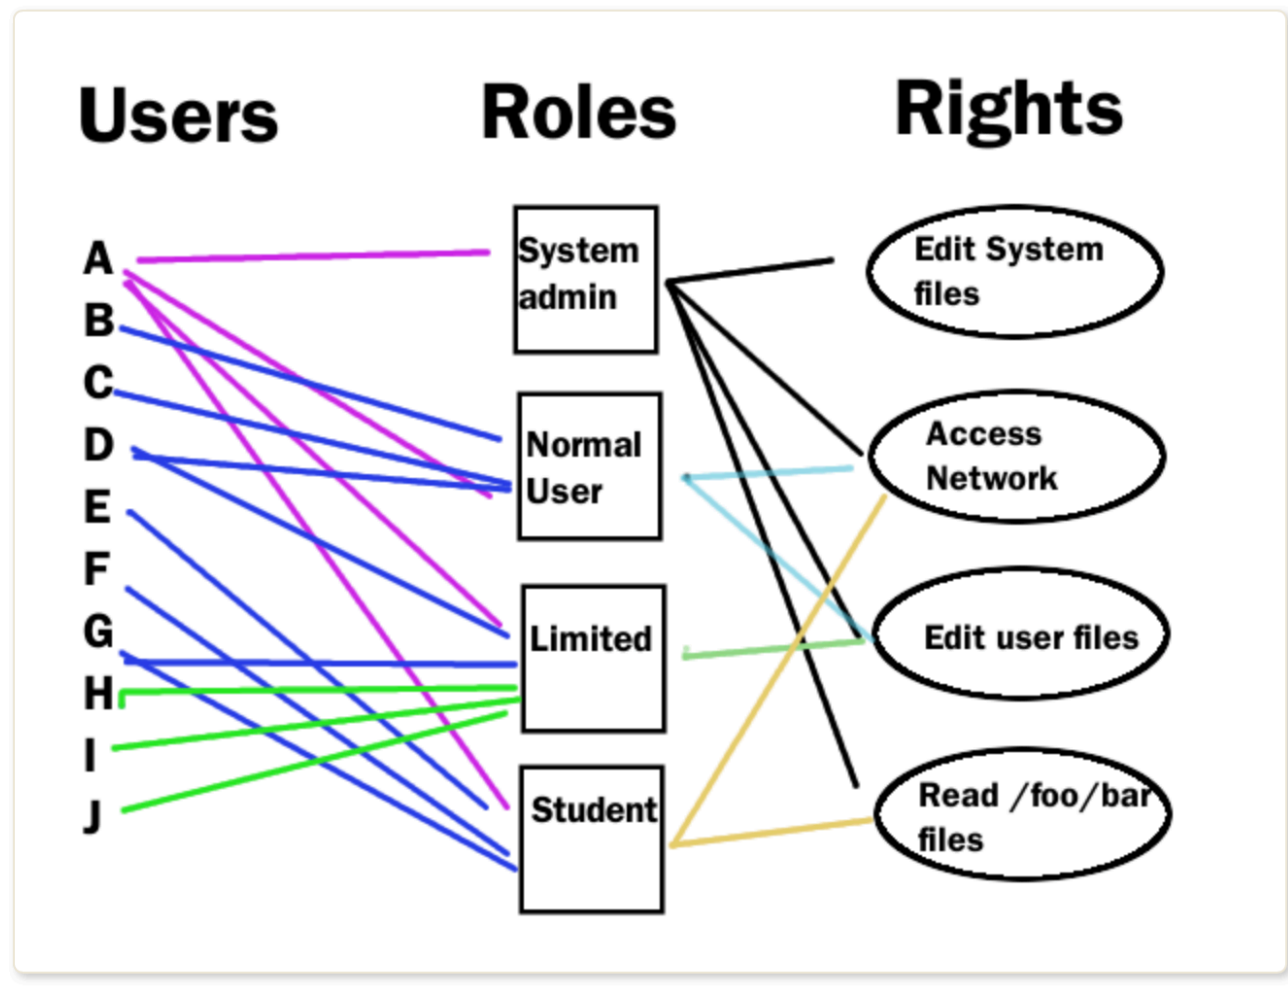 Users
Roles
Rights
A
B
C
D
E
F
G
H
I
J
System
admin
Normal
User
Limited
Student
Edit System
files
Access
Network
Edit user files
Read /foo/bar
files